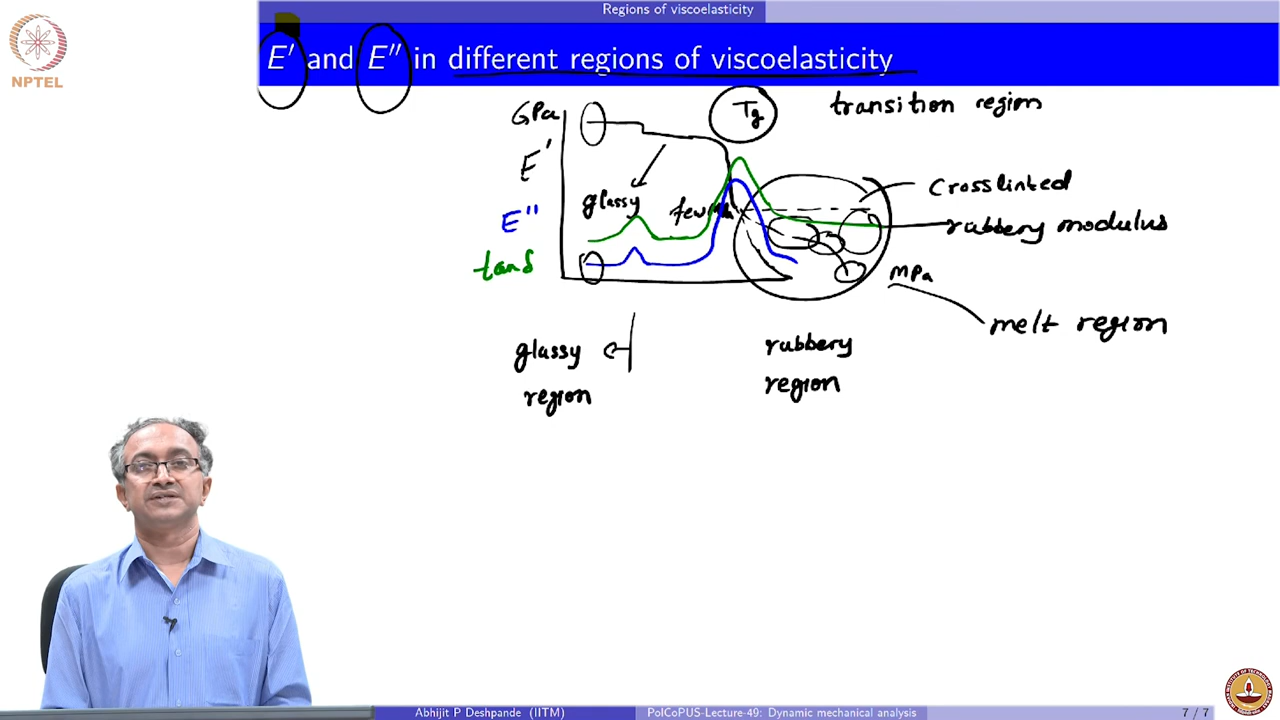 Regions of viscoelasticity
NPTEL
E′ and E″ in different regions of viscoelasticity
GPa
Tg
transition region
E′
glassy
few
crosslinked
E″
rubbery modulus
tanδ
MPa
melt region
glassy
region
rubbery
region
Abhijit P Deshpande (IITM)
PolCoPUS-Lecture-49: Dynamic mechanical analysis
7 / 7